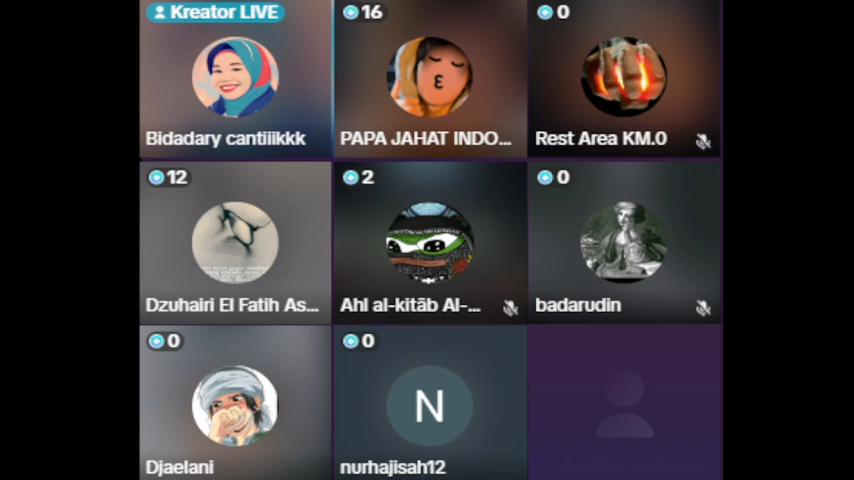 Kreator LIVE
16
0
Bidadary cantiiikkk
PAPA JAHAT INDO...
Rest Area KM.0
12
2
0
Dzuhairi El Fatih As...
Ahl al-kitāb Al-...
badarudin
0
0
N
Djaelani
nurhajisah12